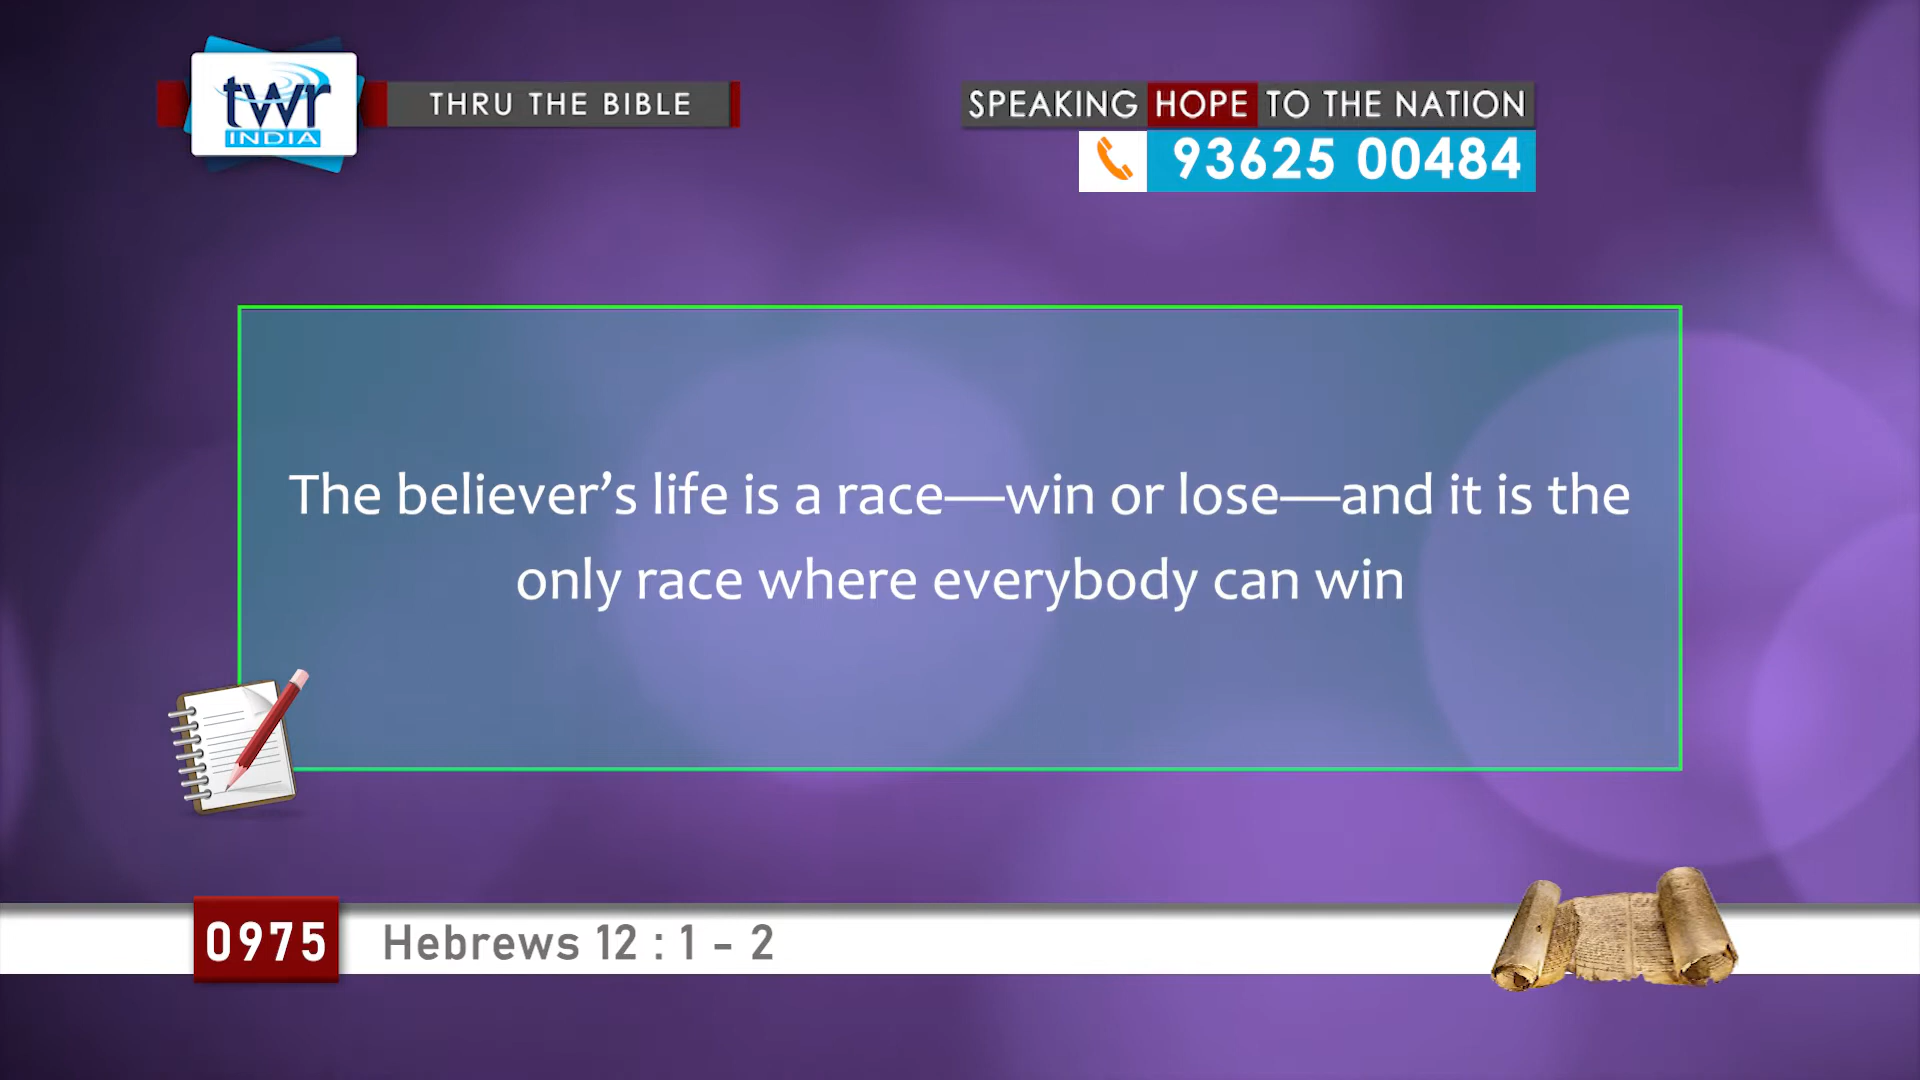 twr
INDIA
THRU THE BIBLE
SPEAKING HOPE TO THE NATION
93625 00484
The believer’s life is a race—win or lose—and it is the
only race where everybody can win
0975
Hebrews 12 : 1 - 2